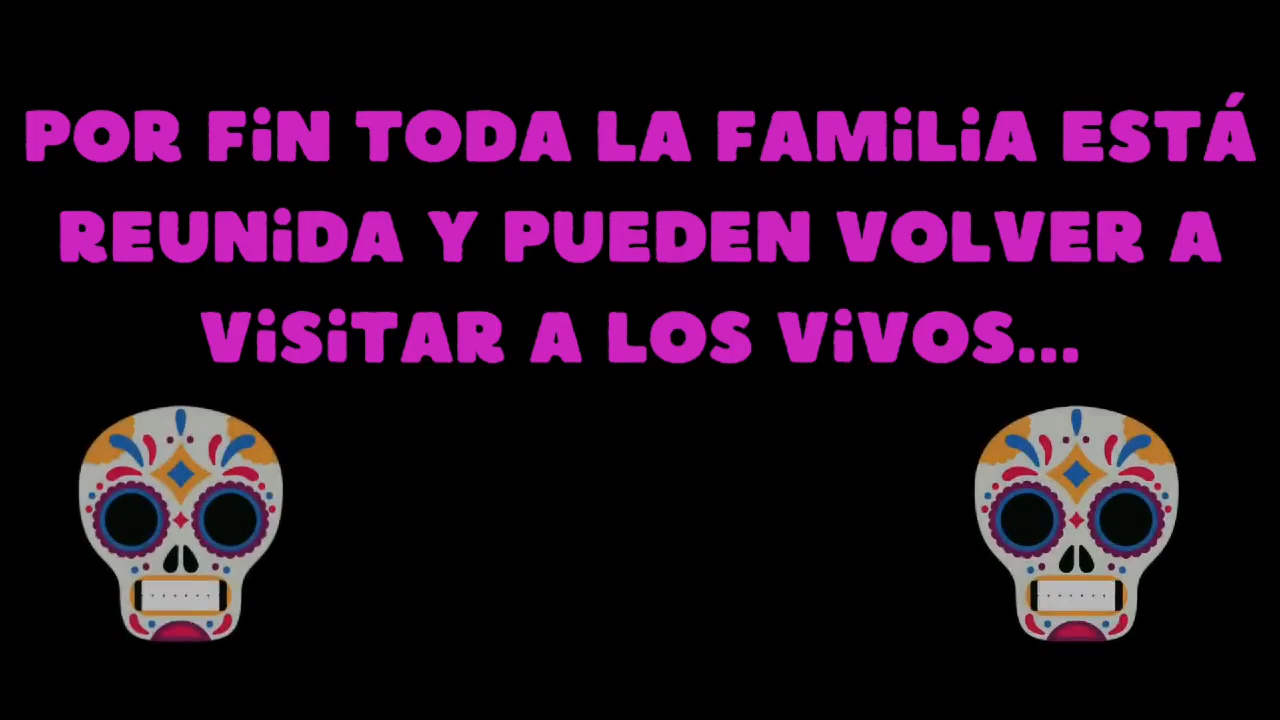 POR FiN TODA LA FAMiLiA ESTÁ
REUNiDA Y PUEDEN VOLVER A
ViSiTAR A LOS ViVOS...